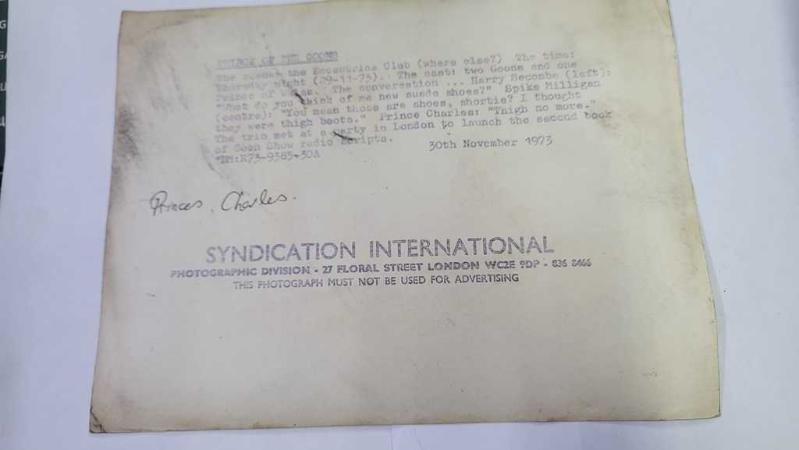 PRINCE OF THE GOONS
The scene: the Eccentrics Club (where else?) The time:
Thursday night (29-11-73). The cast: two Goons and one
Prince of Wales. The conversation ... Harry Secombe (left):
"What do you think of me new suede shoes?" Spike Milligan
(centre): "You mean those are shoes, shortie? I thought
they were thigh boots." Prince Charles: "Thigh no more."
The trio met at a party in London to launch the second book
of Goon Show radio scripts.
30th November 1973
Princes. Charles.
SYNDICATION INTERNATIONAL
PHOTOGRAPHIC DIVISION - 27 FLORAL STREET LONDON WC2E 9DP - 836 8466
THIS PHOTOGRAPH MUST NOT BE USED FOR ADVERTISING